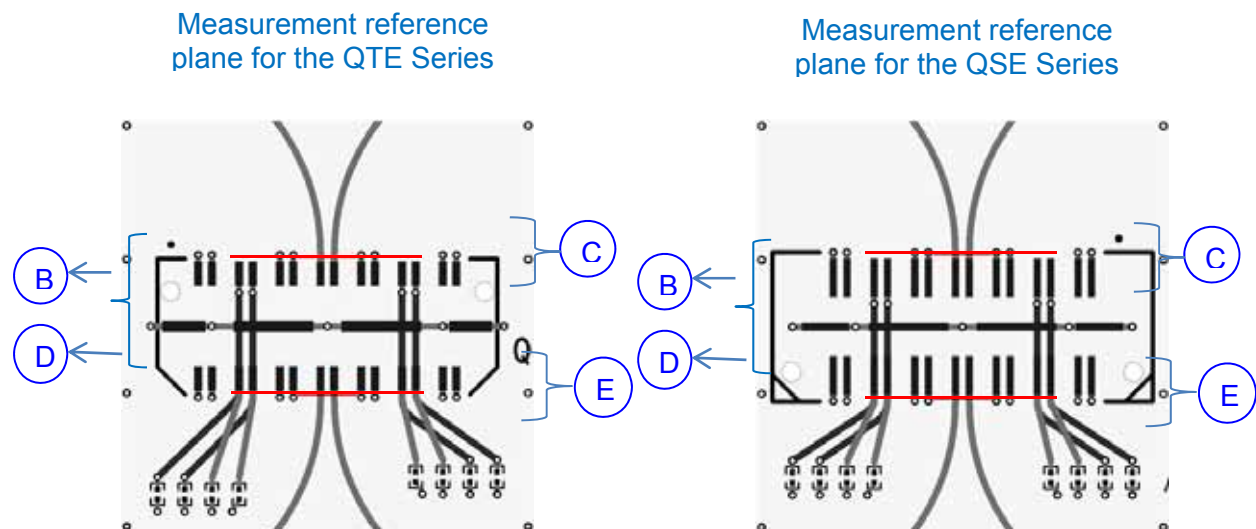 Measurement reference
plane for the QTE Series
Measurement reference
plane for the QSE Series
B
C
D
E
Q
B
C
D
E